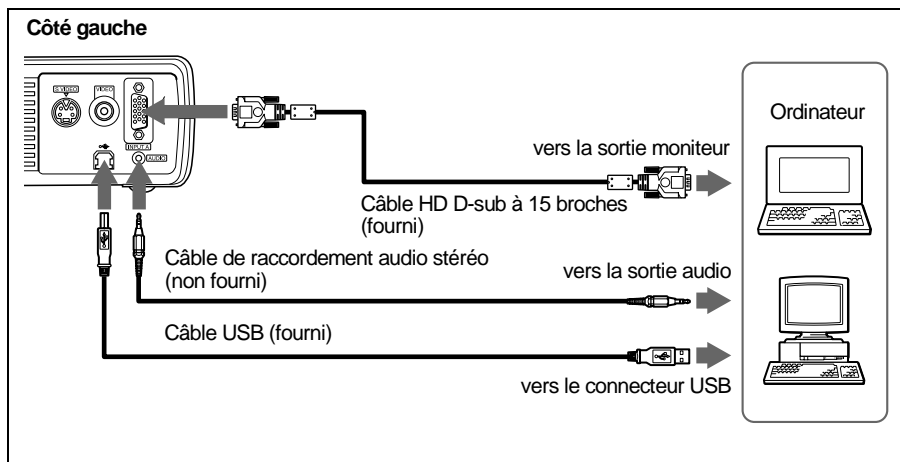 Côté gauche
S VIDEO
VIDEO
INPUT A
AUDIO
Ordinateur
vers la sortie moniteur
Câble HD D-sub à 15 broches
(fourni)
Câble de raccordement audio stéréo
(non fourni)
vers la sortie audio
Câble USB (fourni)
vers le connecteur USB